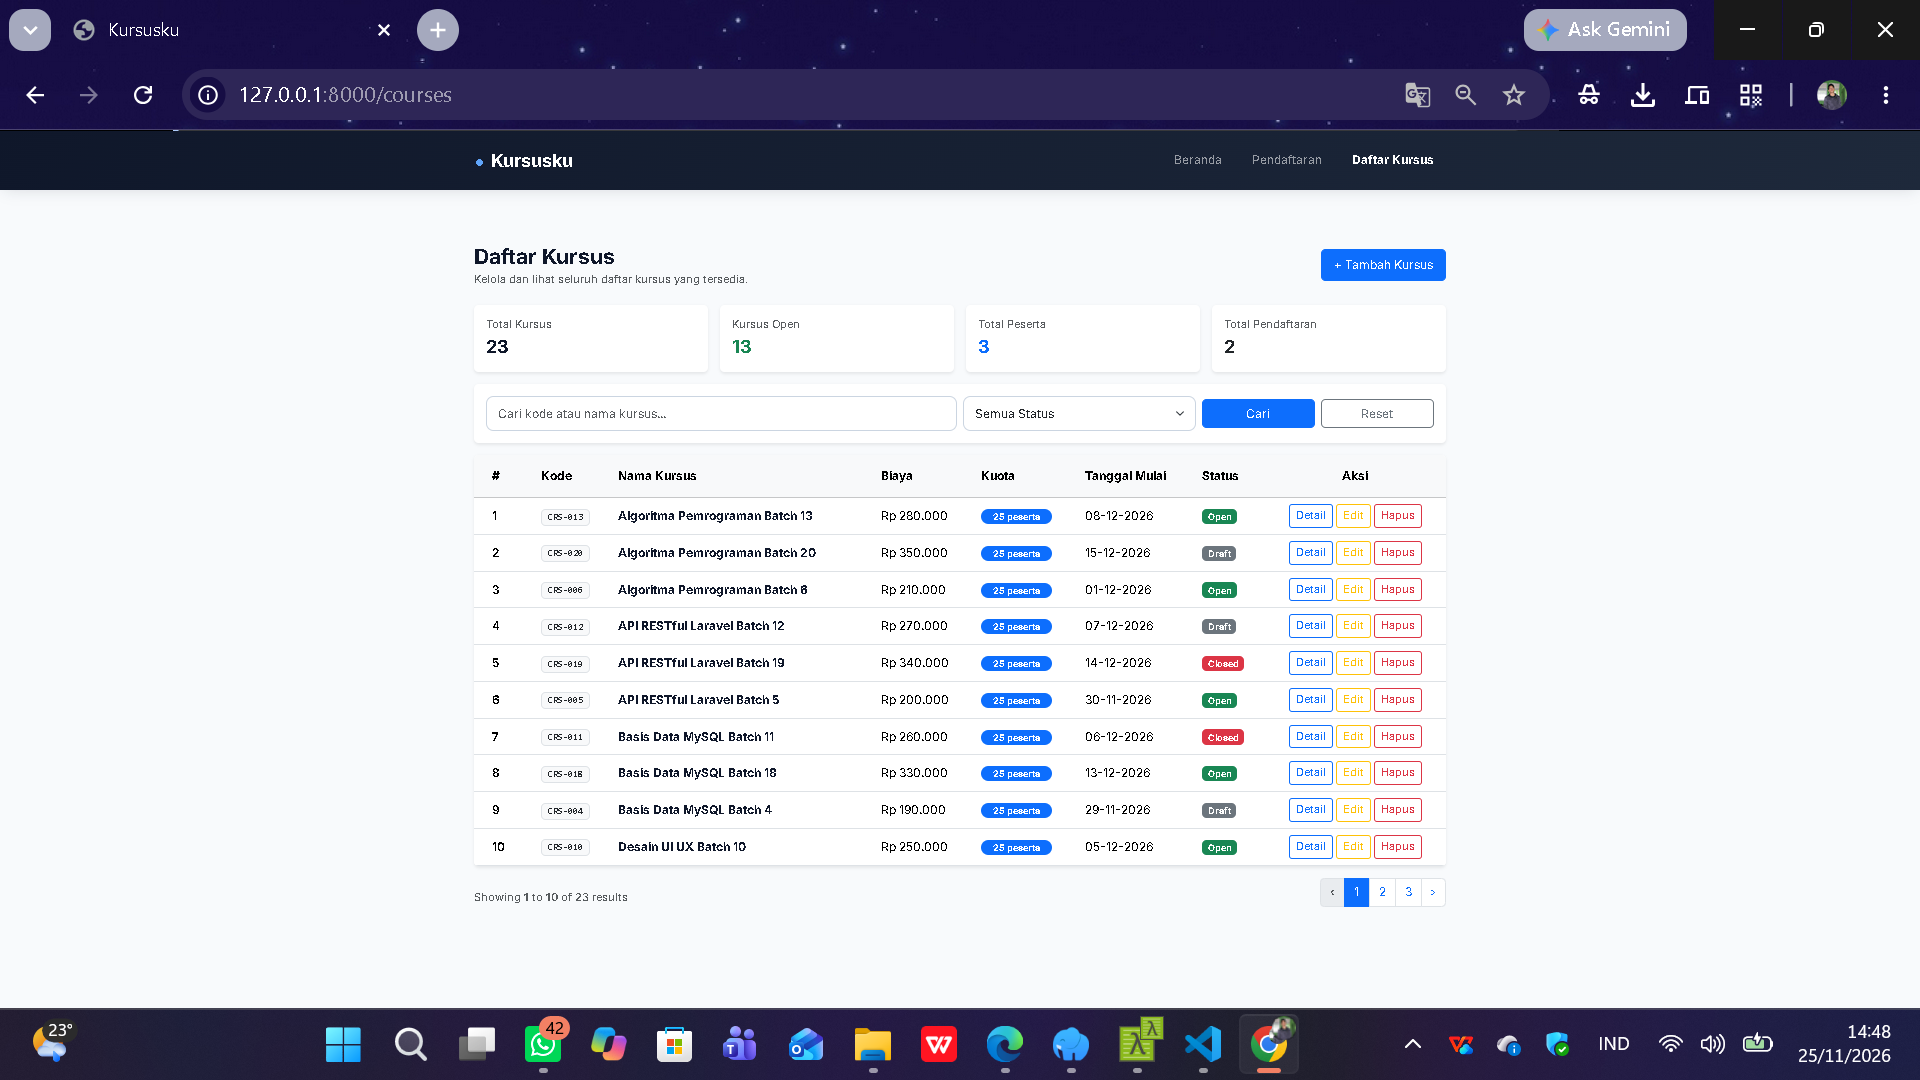 Kursusku
Ask Gemini
127.0.0.1:8000/courses
Kursusku
Beranda Pendaftaran Daftar Kursus
Daftar Kursus
Kelola dan lihat seluruh daftar kursus yang tersedia.
+ Tambah Kursus
Total Kursus
23
Kursus Open
13
Total Peserta
3
Total Pendaftaran
2
Cari kode atau nama kursus...
Semua Status
Cari
Reset
# Kode Nama Kursus Biaya Kuota Tanggal Mulai Status Aksi
1 CRS-013 Algoritma Pemrograman Batch 13 Rp 280.000 25 peserta 08-12-2026 Open Detail Edit Hapus
2 CRS-020 Algoritma Pemrograman Batch 20 Rp 350.000 25 peserta 15-12-2026 Draft Detail Edit Hapus
3 CRS-006 Algoritma Pemrograman Batch 6 Rp 210.000 25 peserta 01-12-2026 Open Detail Edit Hapus
4 CRS-012 API RESTful Laravel Batch 12 Rp 270.000 25 peserta 07-12-2026 Draft Detail Edit Hapus
5 CRS-019 API RESTful Laravel Batch 19 Rp 340.000 25 peserta 14-12-2026 Closed Detail Edit Hapus
6 CRS-005 API RESTful Laravel Batch 5 Rp 200.000 25 peserta 30-11-2026 Open Detail Edit Hapus
7 CRS-011 Basis Data MySQL Batch 11 Rp 260.000 25 peserta 06-12-2026 Closed Detail Edit Hapus
8 CRS-018 Basis Data MySQL Batch 18 Rp 330.000 25 peserta 13-12-2026 Open Detail Edit Hapus
9 CRS-004 Basis Data MySQL Batch 4 Rp 190.000 25 peserta 29-11-2026 Draft Detail Edit Hapus
10 CRS-010 Desain UI UX Batch 10 Rp 250.000 25 peserta 05-12-2026 Open Detail Edit Hapus
Showing 1 to 10 of 23 results
‹ 1 2 3 ›
23°
42
IND
14:48
25/11/2026